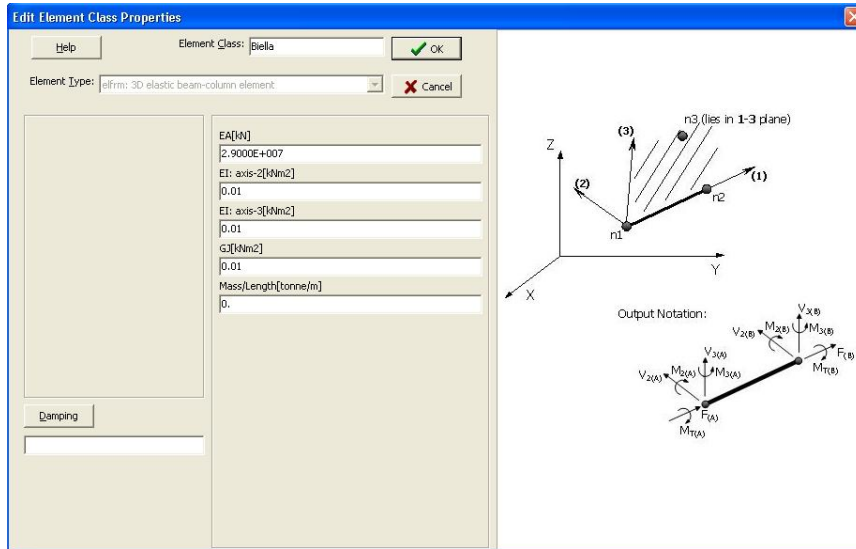 Edit Element Class Properties
Help
Element Class: Biella
OK
Element Type: elfrm: 3D elastic beam-column element
Cancel
EA[kN]
2.9000E+007
EI: axis-2[kNm2]
0.01
EI: axis-3[kNm2]
0.01
GJ[kNm2]
0.01
Mass/Length[tonne/m]
0.
Damping
n3 (lies in 1-3 plane)
Z
(3)
(2)
(1)
n2
n1
Y
X
Output Notation:
V3(B)
V2(B) M2(B) M3(B)
F(B)
MT(B)
V3(A)
V2(A) M2(A) M3(A)
F(A)
MT(A)